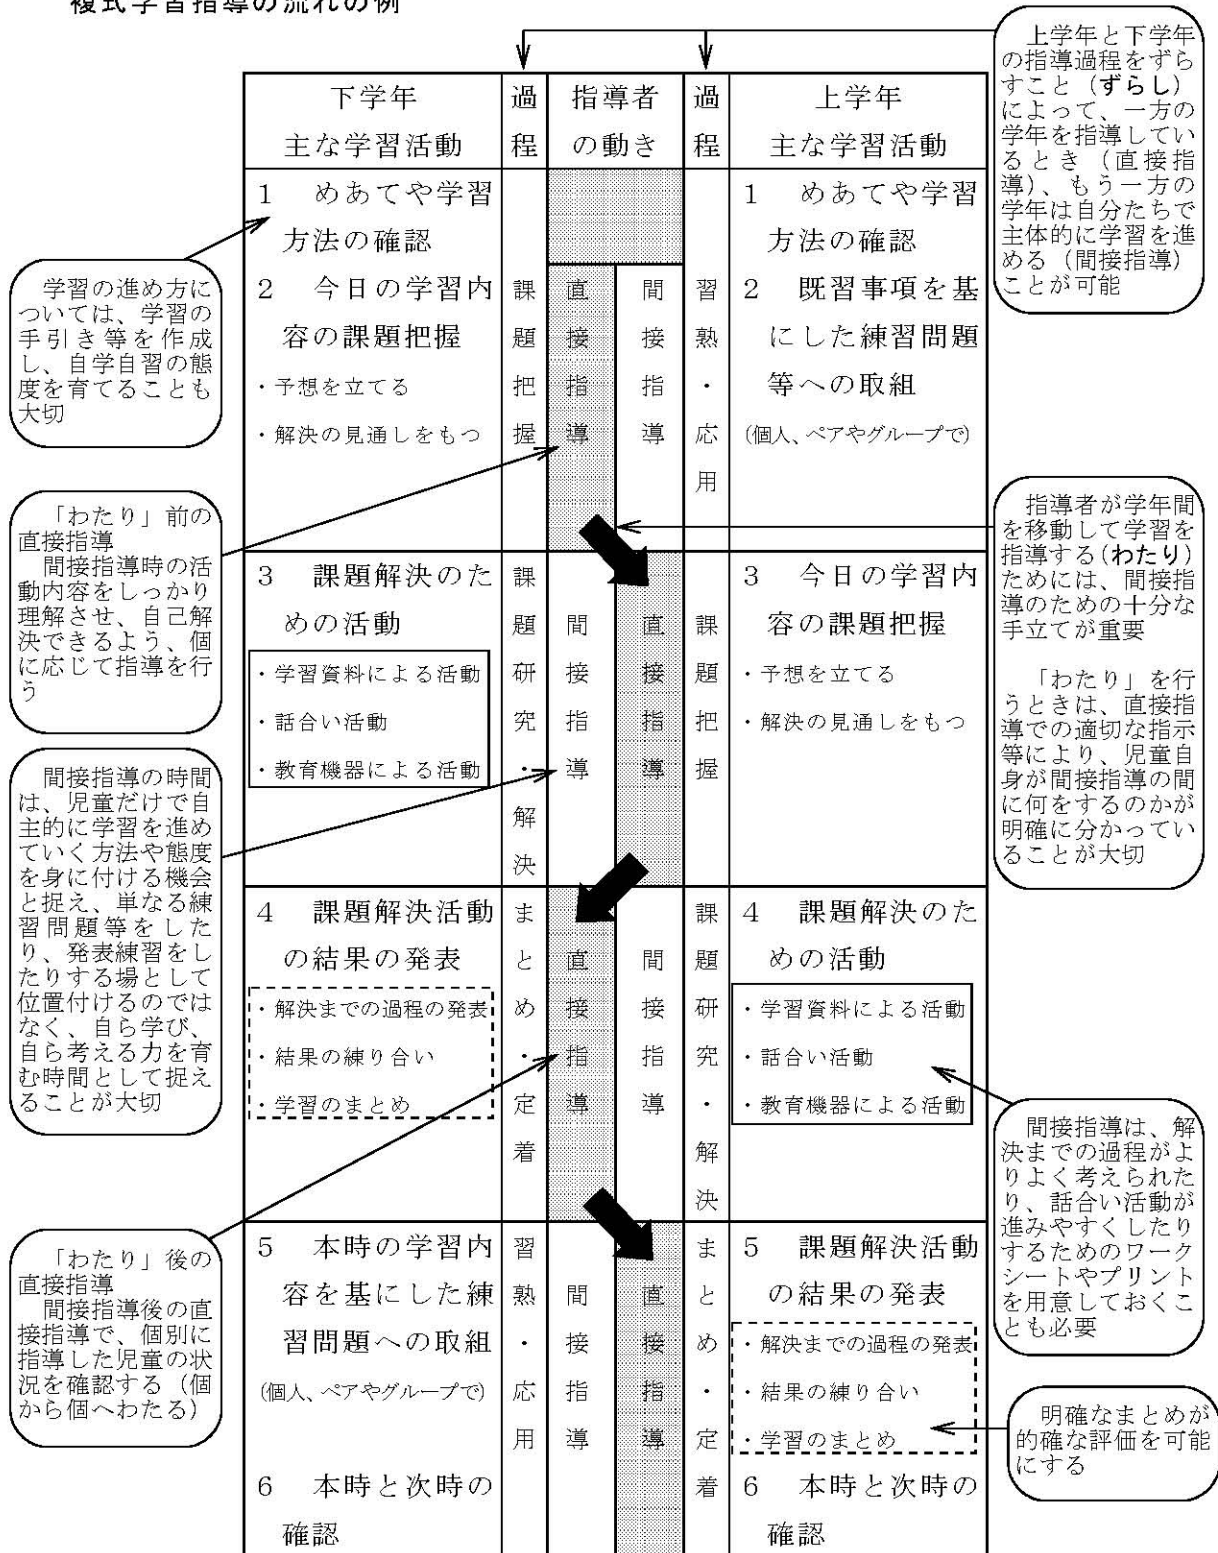 複式学習指導の流れの例
上学年と下学年
の指導過程をずら
すこと（ずらし）
によって、一方の
学年を指導してい
るとき（直接指
導）、もう一方の
学年は自分たちで
主体的に学習を進
める（間接指導）
ことが可能
下学年
主な学習活動
過
程
指導者
の動き
過
程
上学年
主な学習活動
1　めあてや学習
方法の確認
2　今日の学習内
容の課題把握
・予想を立てる
・解決の見通しをもつ
課題把握
直接指導
間接指導
習熟・応用
1　めあてや学習
方法の確認
2　既習事項を基
にした練習問題
等への取組
(個人、ペアやグループで)
学習の進め方に
ついては、学習の
手引き等を作成
し、自学自習の態
度を育てることも
大切
「わたり」前の
直接指導
間接指導時の活
動内容をしっかり
理解させ、自己解
決できるよう、個
に応じて指導を行
う
指導者が学年間
を移動して学習を
指導する(わたり)
ためには、間接指
導のための十分な
手立てが重要
「わたり」を行
うときは、直接指
導での適切な指示
等により、児童自
身が間接指導の間
に何をするのかが
明確に分かってい
ることが大切
3　課題解決のた
めの活動
・学習資料による活動
・話合い活動
・教育機器による活動
課題研究・解決
間接指導
直接指導
課題把握
3　今日の学習内
容の課題把握
・予想を立てる
・解決の見通しをもつ
間接指導の時間
は、児童だけで自
主的に学習を進め
ていく方法や態度
を身に付ける機会
と捉え、単なる練
習問題等をした
り、発表練習をし
たりする場として
位置付けるのでは
なく、自ら学び、
自ら考える力を育
む時間として捉え
ることが大切
4　課題解決活動
の結果の発表
・解決までの過程の発表
・結果の練り合い
・学習のまとめ
まとめ・定着
直接指導
間接指導
課題研究・解決
4　課題解決のた
めの活動
・学習資料による活動
・話合い活動
・教育機器による活動
間接指導は、解
決までの過程がよ
りよく考えられた
り、話合い活動が
進みやすくしたり
するためのワーク
シートやプリント
を用意しておくこ
とも必要
「わたり」後の
直接指導
間接指導後の直
接指導で、個別に
指導した児童の状
況を確認する（個
から個へわたる）
5　本時の学習内
容を基にした練
習問題への取組
(個人、ペアやグループで)
6　本時と次時の
確認
習熟・応用
間接指導
直接指導
まとめ・定着
5　課題解決活動
の結果の発表
・解決までの過程の発表
・結果の練り合い
・学習のまとめ
6　本時と次時の
確認
明確なまとめが
的確な評価を可能
にする